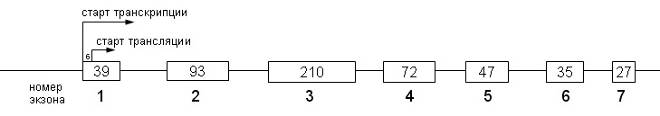 старт транскрипции
старт трансляции
6
39 93 210 72 47 35 27
номер
экзона
1 2 3 4 5 6 7